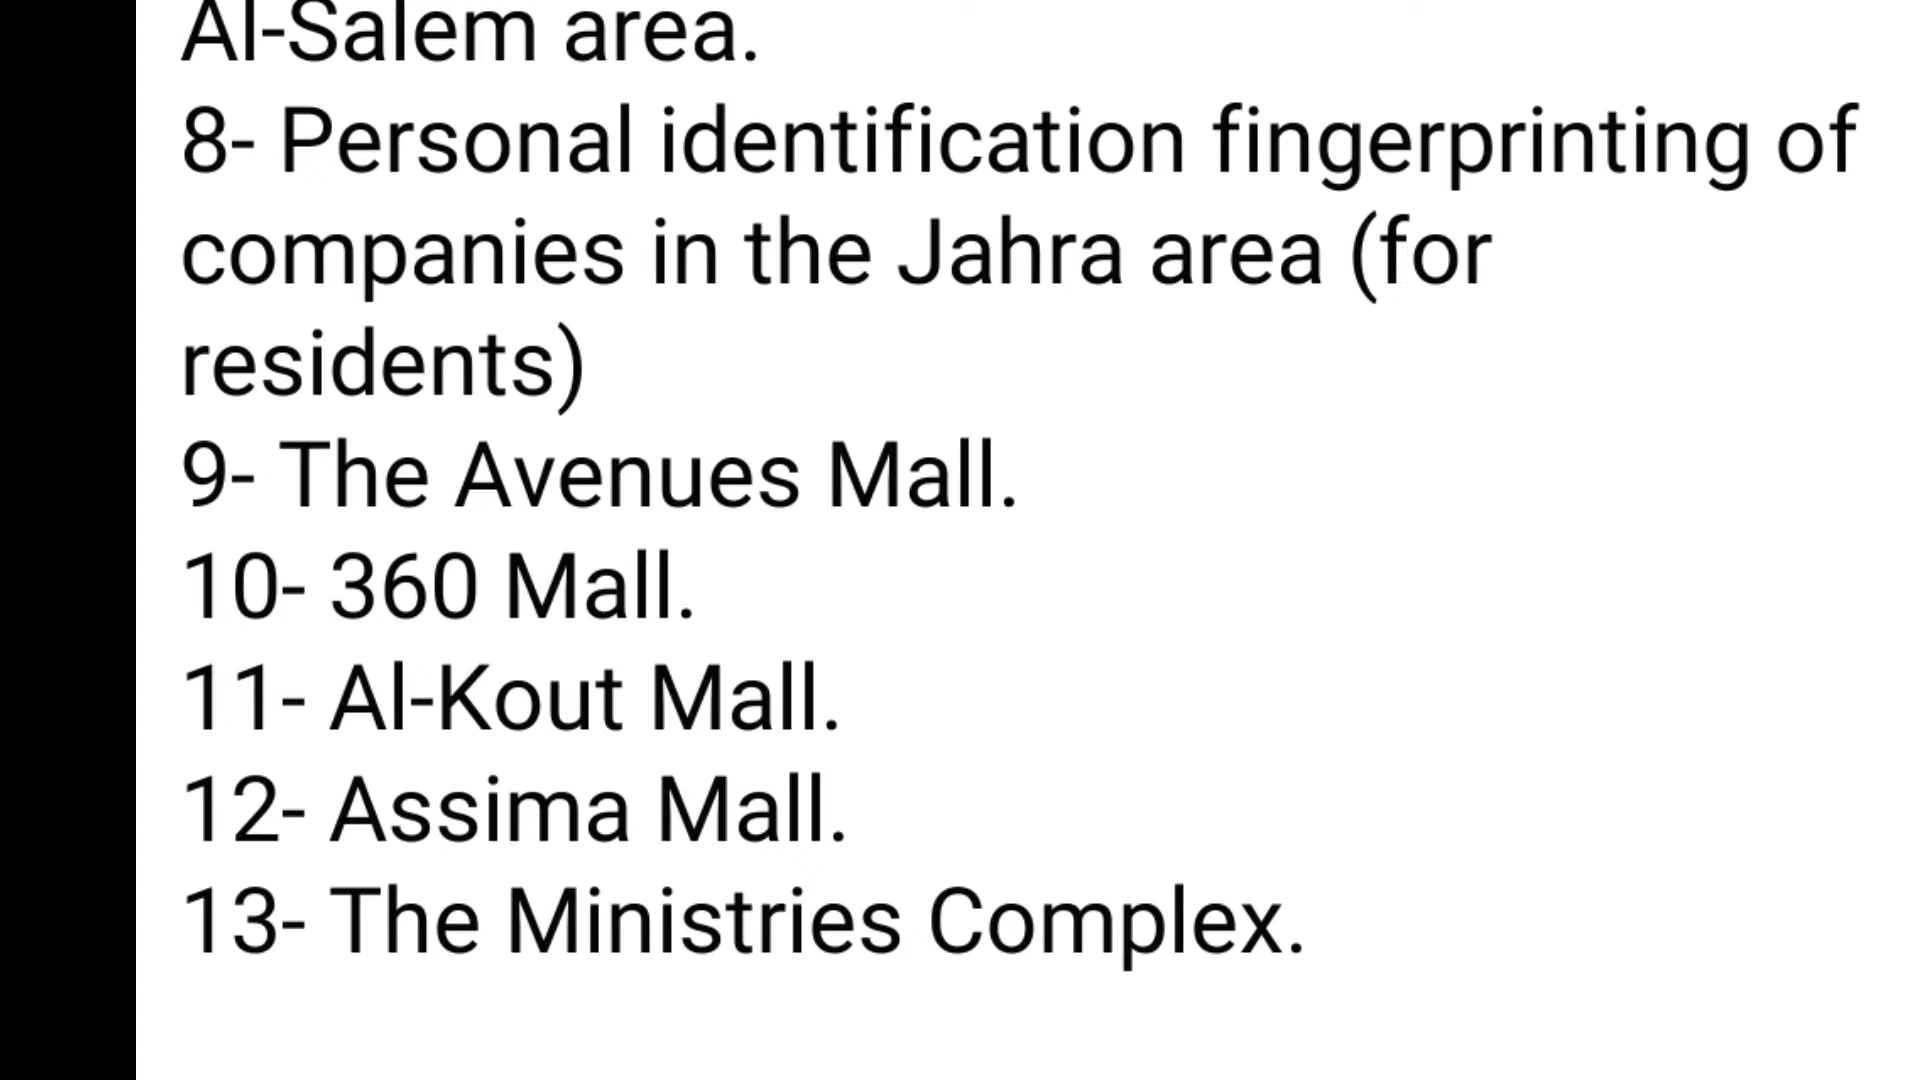 Al-Salem area.
8- Personal identification fingerprinting of
companies in the Jahra area (for
residents)
9- The Avenues Mall.
10- 360 Mall.
11- Al-Kout Mall.
12- Assima Mall.
13- The Ministries Complex.